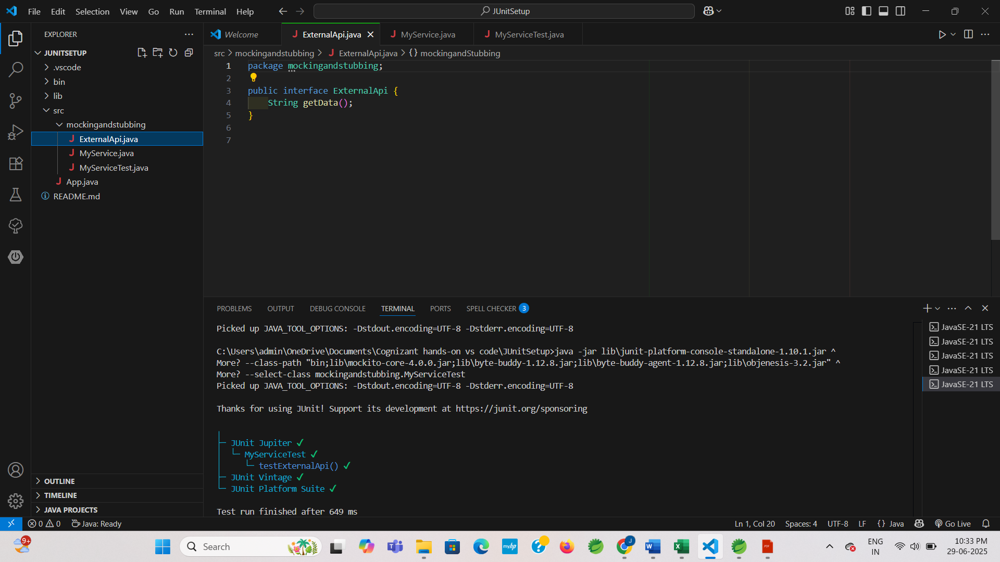 File Edit Selection View Go Run Terminal Help
JUnitSetup
EXPLORER
JUNITSETUP
.vscode
bin
lib
src
mockingandstubbing
ExternalApi.java
MyService.java
MyServiceTest.java
App.java
README.md
OUTLINE
TIMELINE
JAVA PROJECTS
Welcome ExternalApi.java MyService.java MyServiceTest.java
src > mockingandstubbing > ExternalApi.java > {} mockingandStubbing
1 package mockingandstubbing;
2
3 public interface ExternalApi {
4 String getData();
5 }
6
7
PROBLEMS OUTPUT DEBUG CONSOLE TERMINAL PORTS SPELL CHECKER 3
Picked up JAVA_TOOL_OPTIONS: -Dstdout.encoding=UTF-8 -Dstderr.encoding=UTF-8
C:\Users\admin\OneDrive\Documents\Cognizant hands-on vs code\JUnitSetup>java -jar lib\junit-platform-console-standalone-1.10.1.jar ^
More? --class-path "bin;lib\mockito-core-4.0.0.jar;lib\byte-buddy-1.12.8.jar;lib\byte-buddy-agent-1.12.8.jar;lib\objenesis-3.2.jar" ^
More? --select-class mockingandstubbing.MyServiceTest
Picked up JAVA_TOOL_OPTIONS: -Dstdout.encoding=UTF-8 -Dstderr.encoding=UTF-8
Thanks for using JUnit! Support its development at https://junit.org/sponsoring
JUnit Jupiter ✔
MyServiceTest ✔
testExternalApi() ✔
JUnit Vintage ✔
JUnit Platform Suite ✔
Test run finished after 649 ms
JavaSE-21 LTS
JavaSE-21 LTS
JavaSE-21 LTS
JavaSE-21 LTS
JavaSE-21 LTS
0 0 Java: Ready
Ln 1, Col 20 Spaces: 4 UTF-8 LF {} Java Go Live
9+
Search
myhp
J
PDF
ENG
IN
10:33 PM
29-06-2025